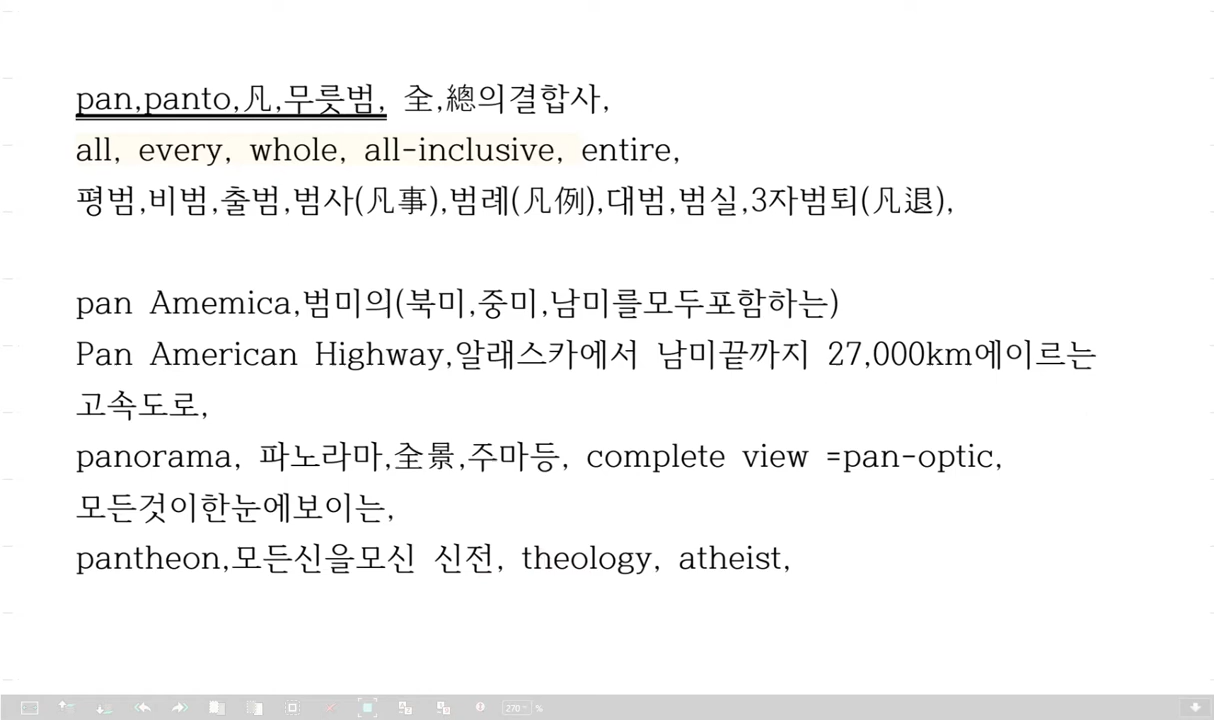 pan,panto,凡,무릇범, 全,總의결합사,
all, every, whole, all-inclusive, entire,
평범,비범,출범,범사(凡事),범례(凡例),대범,범실,3자범퇴(凡退),
pan Amemica,범미의(북미,중미,남미를모두포함하는)
Pan American Highway,알래스카에서 남미끝까지 27,000km에이르는
고속도로,
panorama, 파노라마,全景,주마등, complete view =pan-optic,
모든것이한눈에보이는,
pantheon,모든신을모신 신전, theology, atheist,
270 %